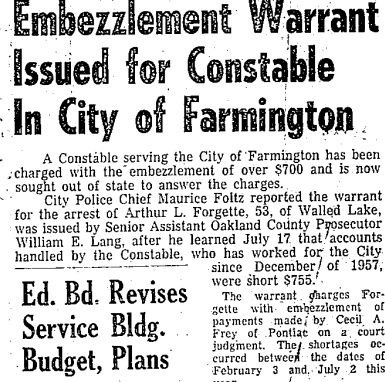 Embezzlement Warrant
Issued for Constable
In City of Farmington
A Constable serving the City of Farmington has been
charged with the embezzlement of over $700 and is now
sought out of state to answer the charges.
City Police Chief Maurice Foltz reported the warrant
for the arrest of Arthur L. Forgette, 53, of Walled Lake,
was issued by Senior Assistant Oakland County Prosecutor
William E. Lang, after he learned July 17 that accounts
handled by the Constable, who has worked for the City
since December of 1957,
were short $755.
The warrant charges For-
gette with embezzlement of
payments made by Cecil A.
Frey of Pontiac on a court
judgment. The shortages oc-
curred between the dates of
February 3 and July 2 this
Ed. Bd. Revises
Service Bldg.
Budget, Plans